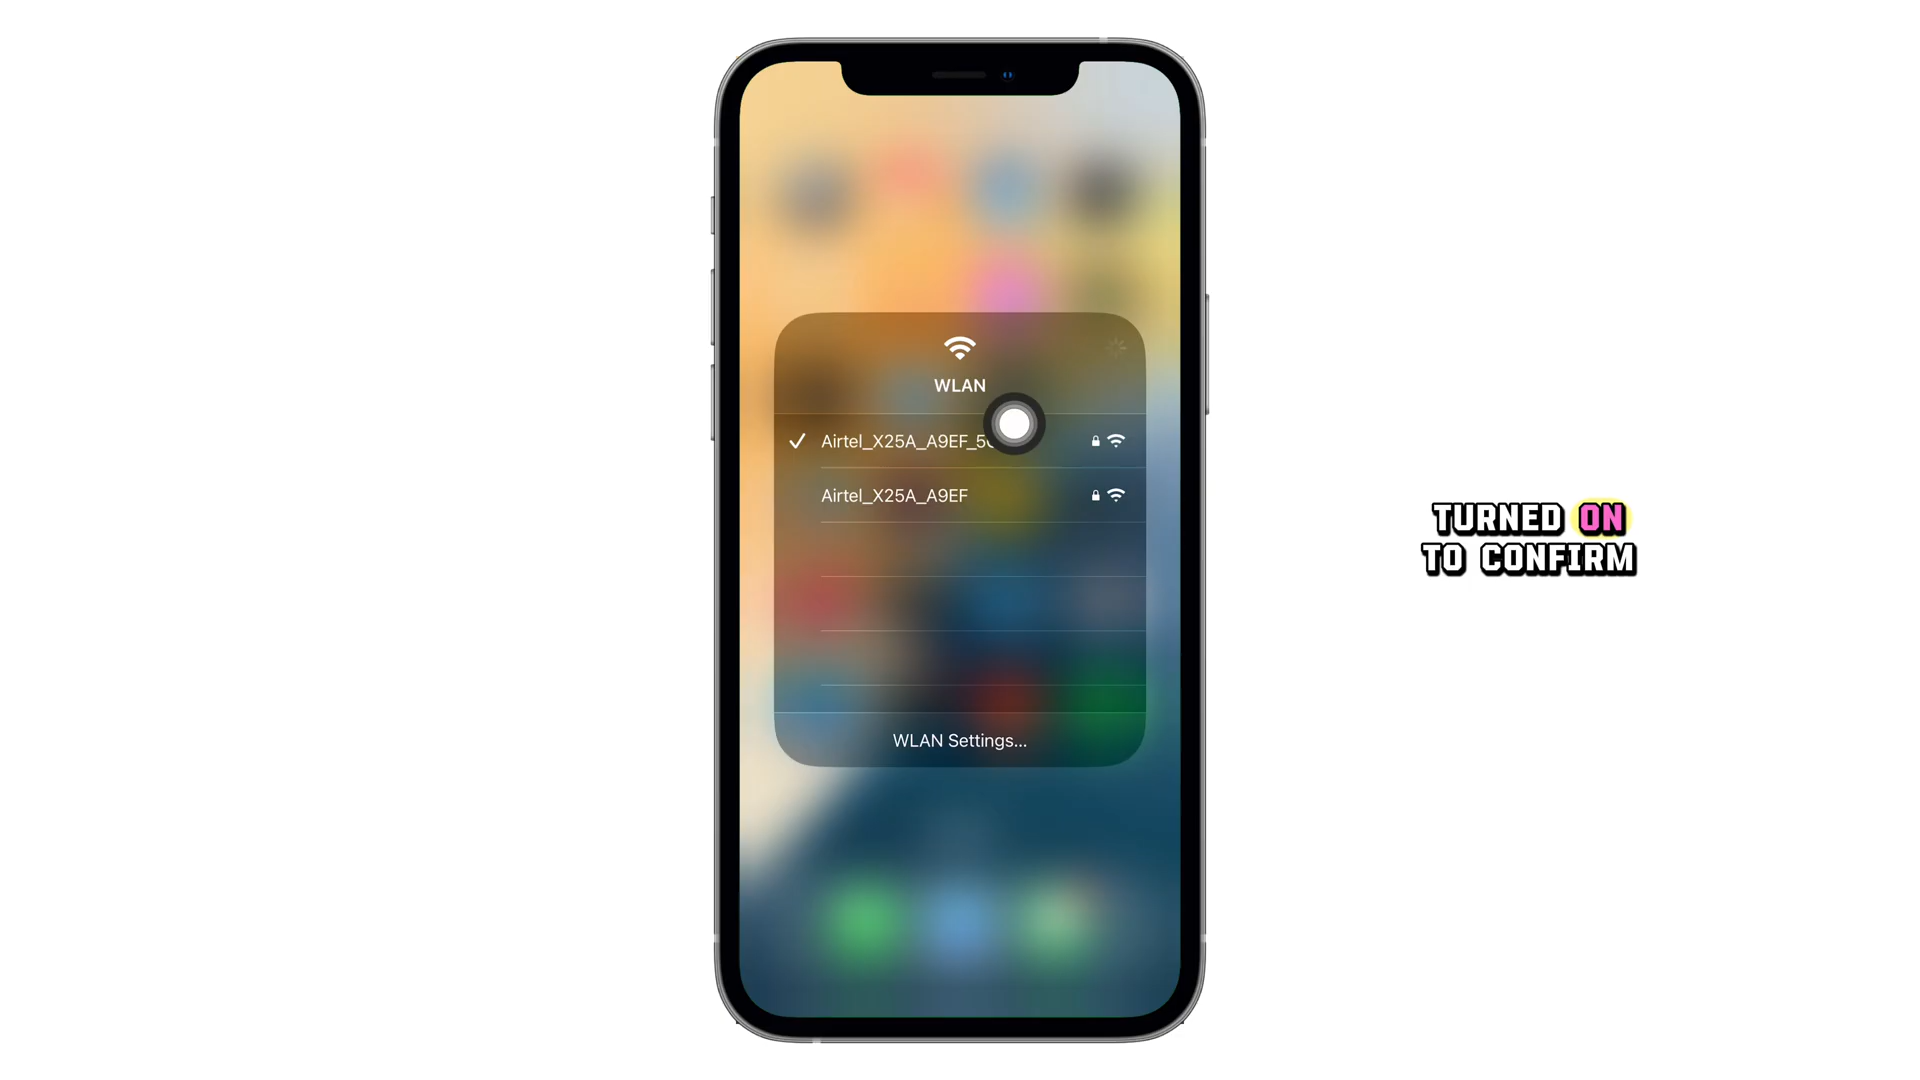 WLAN
Airtel_X25A_A9EF_5
Airtel_X25A_A9EF
WLAN Settings...
TURNED ON
TO CONFIRM